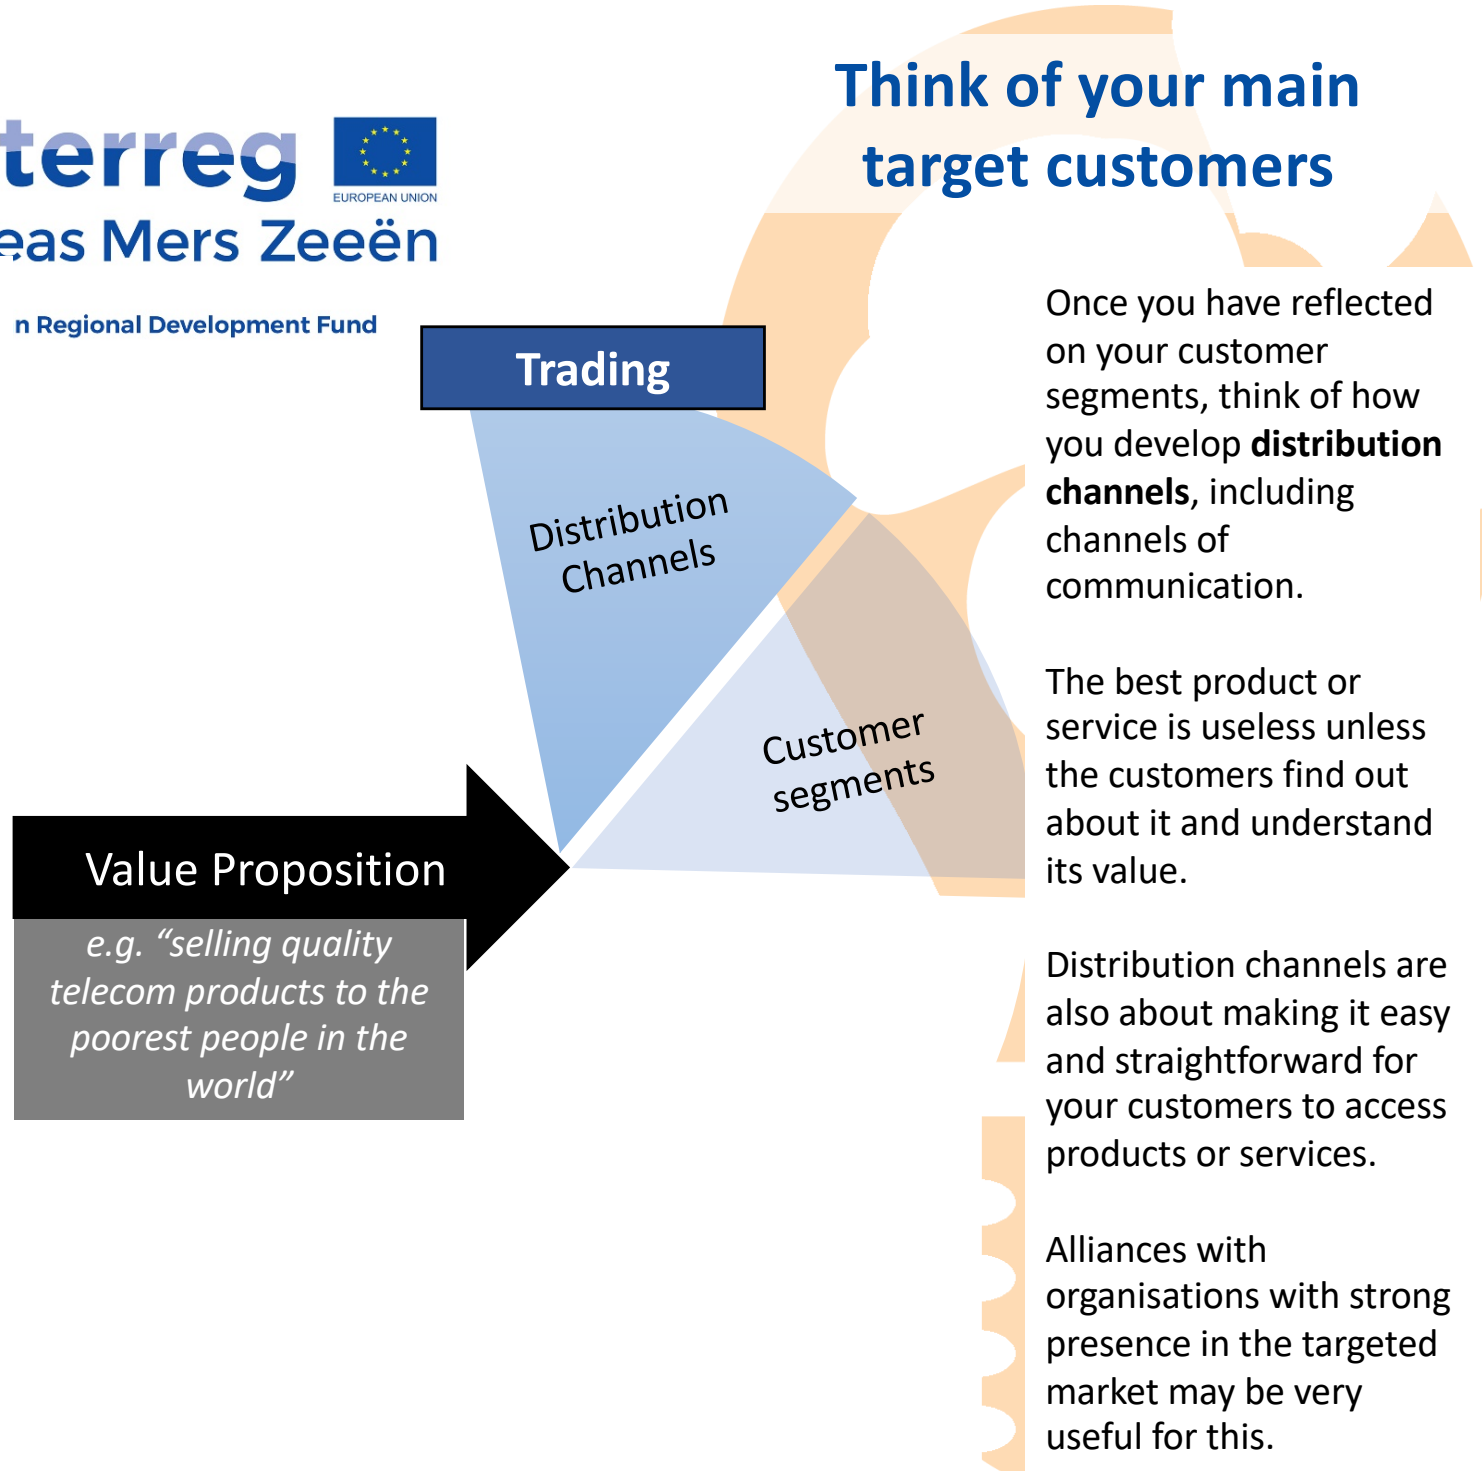 Think of your main
target customers
terreg
EUROPEAN UNION
eas Mers Zeeën
n Regional Development Fund
Trading
Distribution
Channels
Customer
segments
Value Proposition
e.g. “selling quality
telecom products to the
poorest people in the
world”
Once you have reflected
on your customer
segments, think of how
you develop distribution
channels, including
channels of
communication.
The best product or
service is useless unless
the customers find out
about it and understand
its value.
Distribution channels are
also about making it easy
and straightforward for
your customers to access
products or services.
Alliances with
organisations with strong
presence in the targeted
market may be very
useful for this.